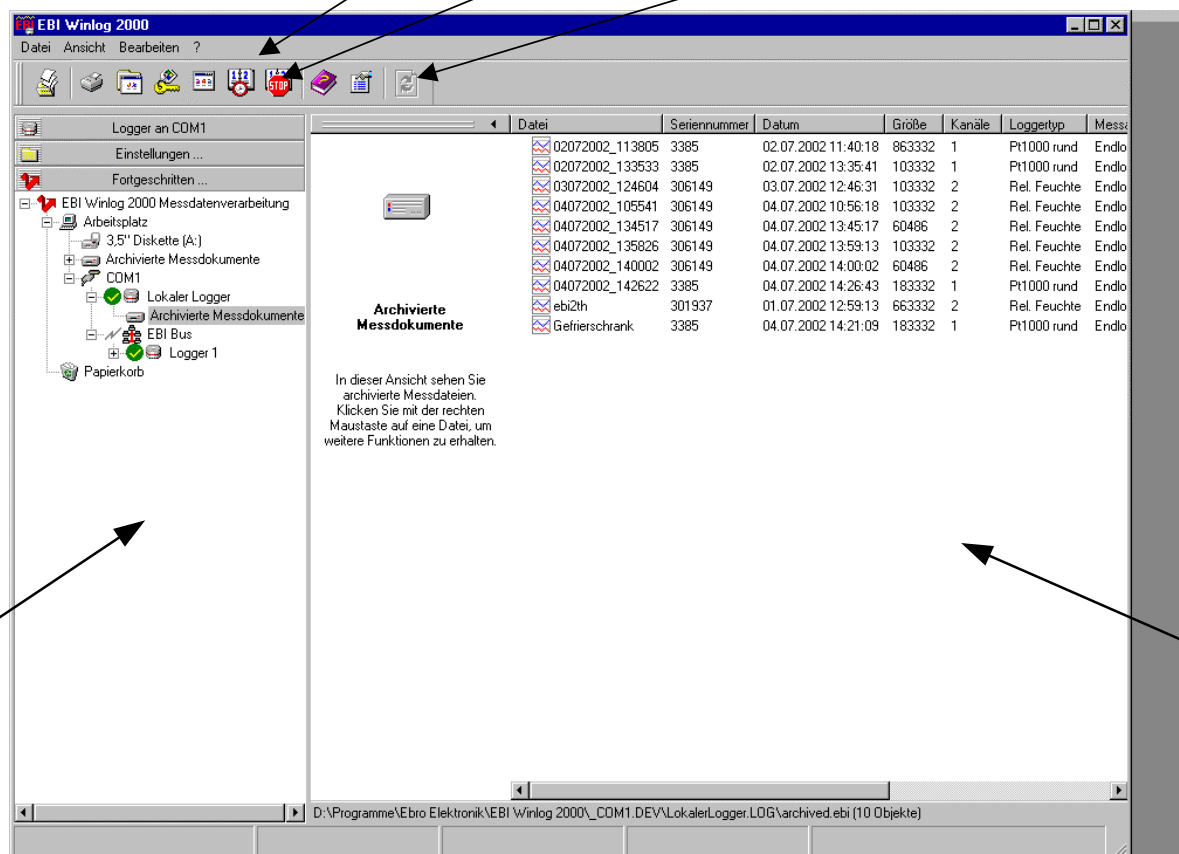 EBI Winlog 2000
Datei Ansicht Bearbeiten ?
Logger an COM1
Einstellungen ...
Fortgeschritten ...
EBI Winlog 2000 Messdatenverarbeitung
Arbeitsplatz
3,5" Diskette (A:)
Archivierte Messdokumente
COM1
Lokaler Logger
Archivierte Messdokumente
EBI Bus
Logger 1
Papierkorb
Archivierte
Messdokumente
In dieser Ansicht sehen Sie
archivierte Messdateien.
Klicken Sie mit der rechten
Maustaste auf eine Datei, um
weitere Funktionen zu erhalten.
Datei Seriennummer Datum Größe Kanäle Loggertyp Messa
02072002_113805 3385 02.07.2002 11:40:18 863332 1 Pt1000 rund Endlo
02072002_133533 3385 02.07.2002 13:35:41 103332 1 Pt1000 rund Endlo
03072002_124604 306149 03.07.2002 12:46:31 103332 2 Rel. Feuchte Endlo
04072002_105541 306149 04.07.2002 10:56:18 103332 2 Rel. Feuchte Endlo
04072002_134517 306149 04.07.2002 13:45:17 60486 2 Rel. Feuchte Endlo
04072002_135826 306149 04.07.2002 13:59:13 103332 2 Rel. Feuchte Endlo
04072002_140002 306149 04.07.2002 14:00:02 60486 2 Rel. Feuchte Endlo
04072002_142622 3385 04.07.2002 14:26:43 183332 1 Pt1000 rund Endlo
ebi2th 301937 01.07.2002 12:59:13 663332 2 Rel. Feuchte Endlo
Gefrierschrank 3385 04.07.2002 14:21:09 183332 1 Pt1000 rund Endlo
D:\Programme\Ebro Elektronik\EBI Winlog 2000\_COM1.DEV\LokalerLogger.LOG\archived.ebi (10 Objekte)